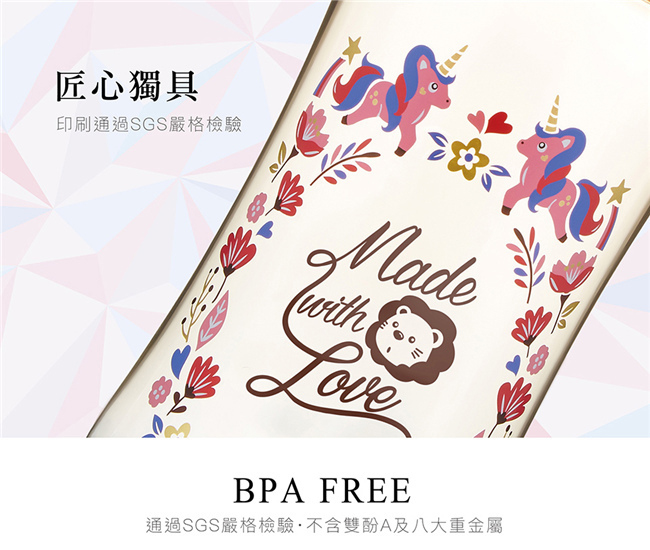 匠心獨具
印刷通過SGS嚴格檢驗
Made
with
Love
BPA FREE
通過SGS嚴格檢驗·不含雙酚A及八大重金屬